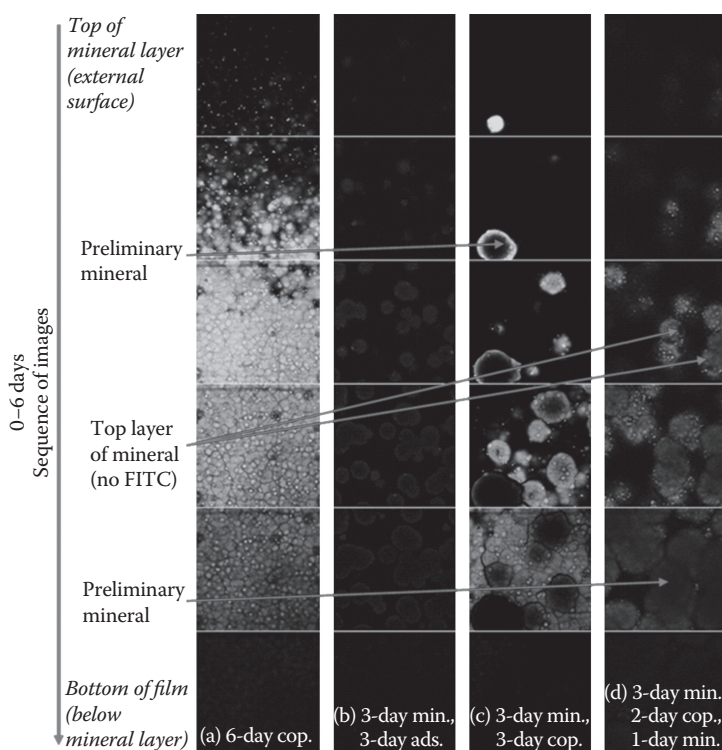 Top of
mineral layer
(external
surface)
Preliminary
mineral
0–6 days
Sequence of images
Top layer
of mineral
(no FITC)
Preliminary
mineral
Bottom of film
(below
mineral layer)
(a) 6-day cop.
(b) 3-day min.,
3-day ads.
(c) 3-day min.,
3-day cop.
(d) 3-day min.
2-day cop.,
1-day min.